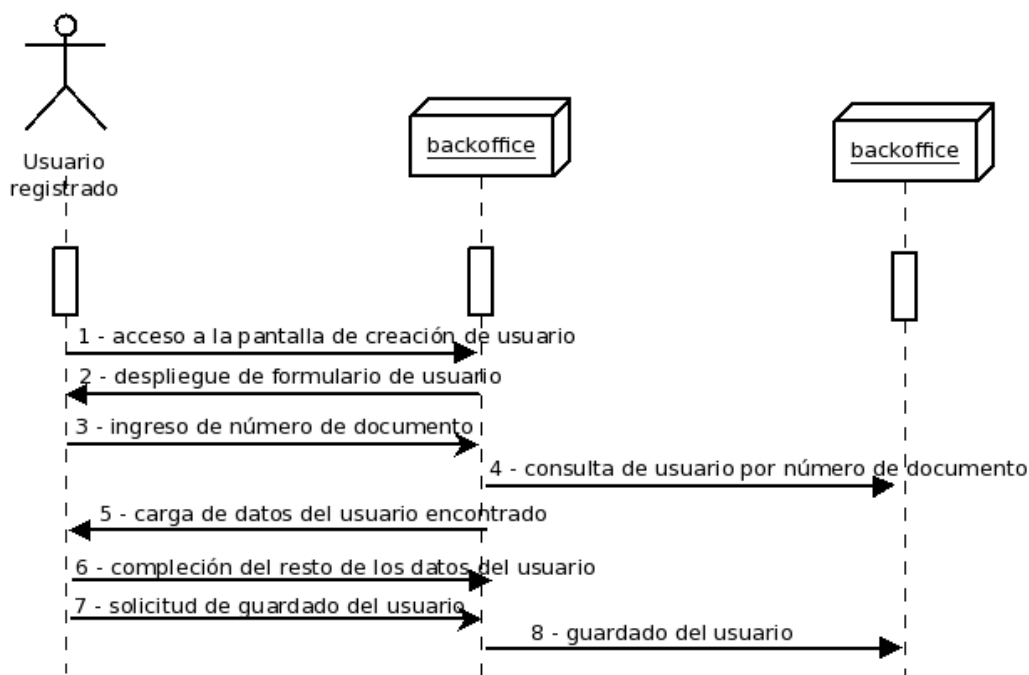 Usuario
registrado
backoffice
backoffice
1 - acceso a la pantalla de creación de usuario
2 - despliegue de formulario de usuario
3 - ingreso de número de documento
4 - consulta de usuario por número de documento
5 - carga de datos del usuario encontrado
6 - compleción del resto de los datos del usuario
7 - solicitud de guardado del usuario
8 - guardado del usuario